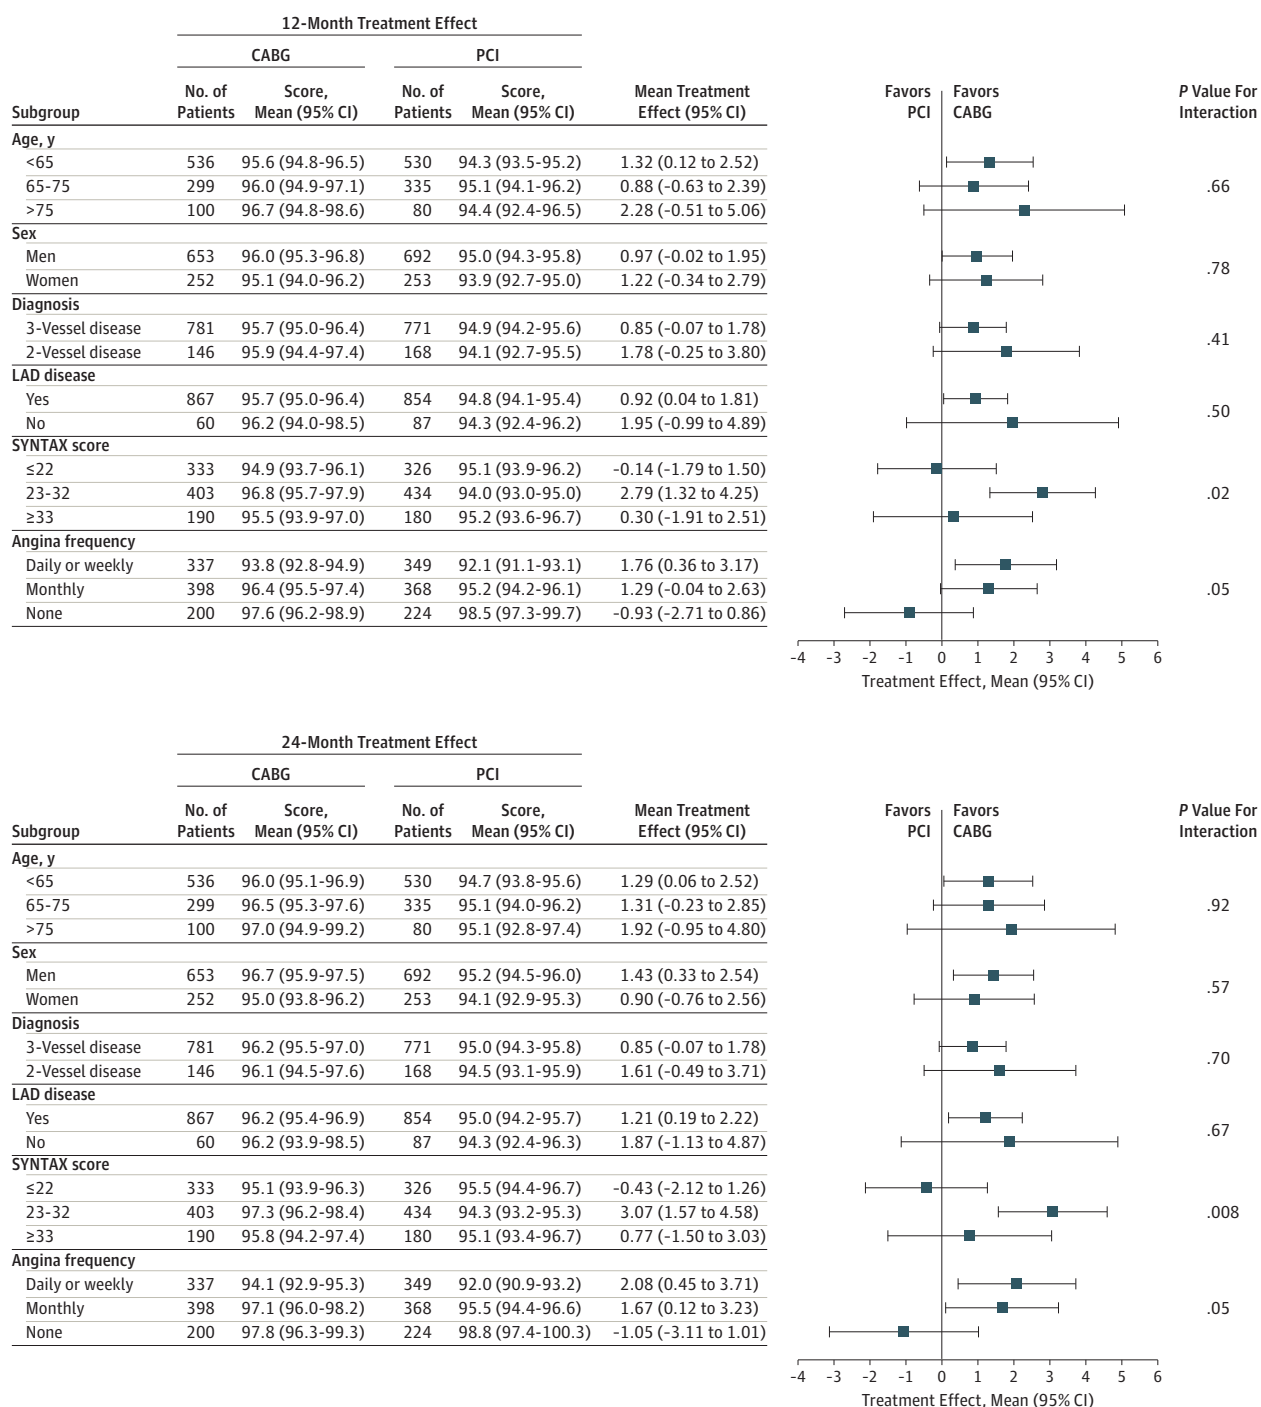 12-Month Treatment Effect
CABG PCI
No. of Score, No. of Score, Mean Treatment Favors Favors P Value For
Subgroup Patients Mean (95% CI) Patients Mean (95% CI) Effect (95% CI) PCI CABG Interaction
Age, y
<65 536 95.6 (94.8-96.5) 530 94.3 (93.5-95.2) 1.32 (0.12 to 2.52)
65-75 299 96.0 (94.9-97.1) 335 95.1 (94.1-96.2) 0.88 (-0.63 to 2.39) .66
>75 100 96.7 (94.8-98.6) 80 94.4 (92.4-96.5) 2.28 (-0.51 to 5.06)
Sex
Men 653 96.0 (95.3-96.8) 692 95.0 (94.3-95.8) 0.97 (-0.02 to 1.95)
.78
Women 252 95.1 (94.0-96.2) 253 93.9 (92.7-95.0) 1.22 (-0.34 to 2.79)
Diagnosis
3-Vessel disease 781 95.7 (95.0-96.4) 771 94.9 (94.2-95.6) 0.85 (-0.07 to 1.78)
.41
2-Vessel disease 146 95.9 (94.4-97.4) 168 94.1 (92.7-95.5) 1.78 (-0.25 to 3.80)
LAD disease
Yes 867 95.7 (95.0-96.4) 854 94.8 (94.1-95.4) 0.92 (0.04 to 1.81)
.50
No 60 96.2 (94.0-98.5) 87 94.3 (92.4-96.2) 1.95 (-0.99 to 4.89)
SYNTAX score
≤22 333 94.9 (93.7-96.1) 326 95.1 (93.9-96.2) -0.14 (-1.79 to 1.50)
23-32 403 96.8 (95.7-97.9) 434 94.0 (93.0-95.0) 2.79 (1.32 to 4.25) .02
≥33 190 95.5 (93.9-97.0) 180 95.2 (93.6-96.7) 0.30 (-1.91 to 2.51)
Angina frequency
Daily or weekly 337 93.8 (92.8-94.9) 349 92.1 (91.1-93.1) 1.76 (0.36 to 3.17)
Monthly 398 96.4 (95.5-97.4) 368 95.2 (94.2-96.1) 1.29 (-0.04 to 2.63) .05
None 200 97.6 (96.2-98.9) 224 98.5 (97.3-99.7) -0.93 (-2.71 to 0.86)
-4 -3 -2 -1 0 1 2 3 4 5 6
Treatment Effect, Mean (95% CI)
24-Month Treatment Effect
CABG PCI
No. of Score, No. of Score, Mean Treatment Favors Favors P Value For
Subgroup Patients Mean (95% CI) Patients Mean (95% CI) Effect (95% CI) PCI CABG Interaction
Age, y
<65 536 96.0 (95.1-96.9) 530 94.7 (93.8-95.6) 1.29 (0.06 to 2.52)
65-75 299 96.5 (95.3-97.6) 335 95.1 (94.0-96.2) 1.31 (-0.23 to 2.85) .92
>75 100 97.0 (94.9-99.2) 80 95.1 (92.8-97.4) 1.92 (-0.95 to 4.80)
Sex
Men 653 96.7 (95.9-97.5) 692 95.2 (94.5-96.0) 1.43 (0.33 to 2.54)
.57
Women 252 95.0 (93.8-96.2) 253 94.1 (92.9-95.3) 0.90 (-0.76 to 2.56)
Diagnosis
3-Vessel disease 781 96.2 (95.5-97.0) 771 95.0 (94.3-95.8) 0.85 (-0.07 to 1.78)
.70
2-Vessel disease 146 96.1 (94.5-97.6) 168 94.5 (93.1-95.9) 1.61 (-0.49 to 3.71)
LAD disease
Yes 867 96.2 (95.4-96.9) 854 95.0 (94.2-95.7) 1.21 (0.19 to 2.22)
.67
No 60 96.2 (93.9-98.5) 87 94.3 (92.4-96.3) 1.87 (-1.13 to 4.87)
SYNTAX score
≤22 333 95.1 (93.9-96.3) 326 95.5 (94.4-96.7) -0.43 (-2.12 to 1.26)
23-32 403 97.3 (96.2-98.4) 434 94.3 (93.2-95.3) 3.07 (1.57 to 4.58) .008
≥33 190 95.8 (94.2-97.4) 180 95.1 (93.4-96.7) 0.77 (-1.50 to 3.03)
Angina frequency
Daily or weekly 337 94.1 (92.9-95.3) 349 92.0 (90.9-93.2) 2.08 (0.45 to 3.71)
Monthly 398 97.1 (96.0-98.2) 368 95.5 (94.4-96.6) 1.67 (0.12 to 3.23) .05
None 200 97.8 (96.3-99.3) 224 98.8 (97.4-100.3) -1.05 (-3.11 to 1.01)
-4 -3 -2 -1 0 1 2 3 4 5 6
Treatment Effect, Mean (95% CI)